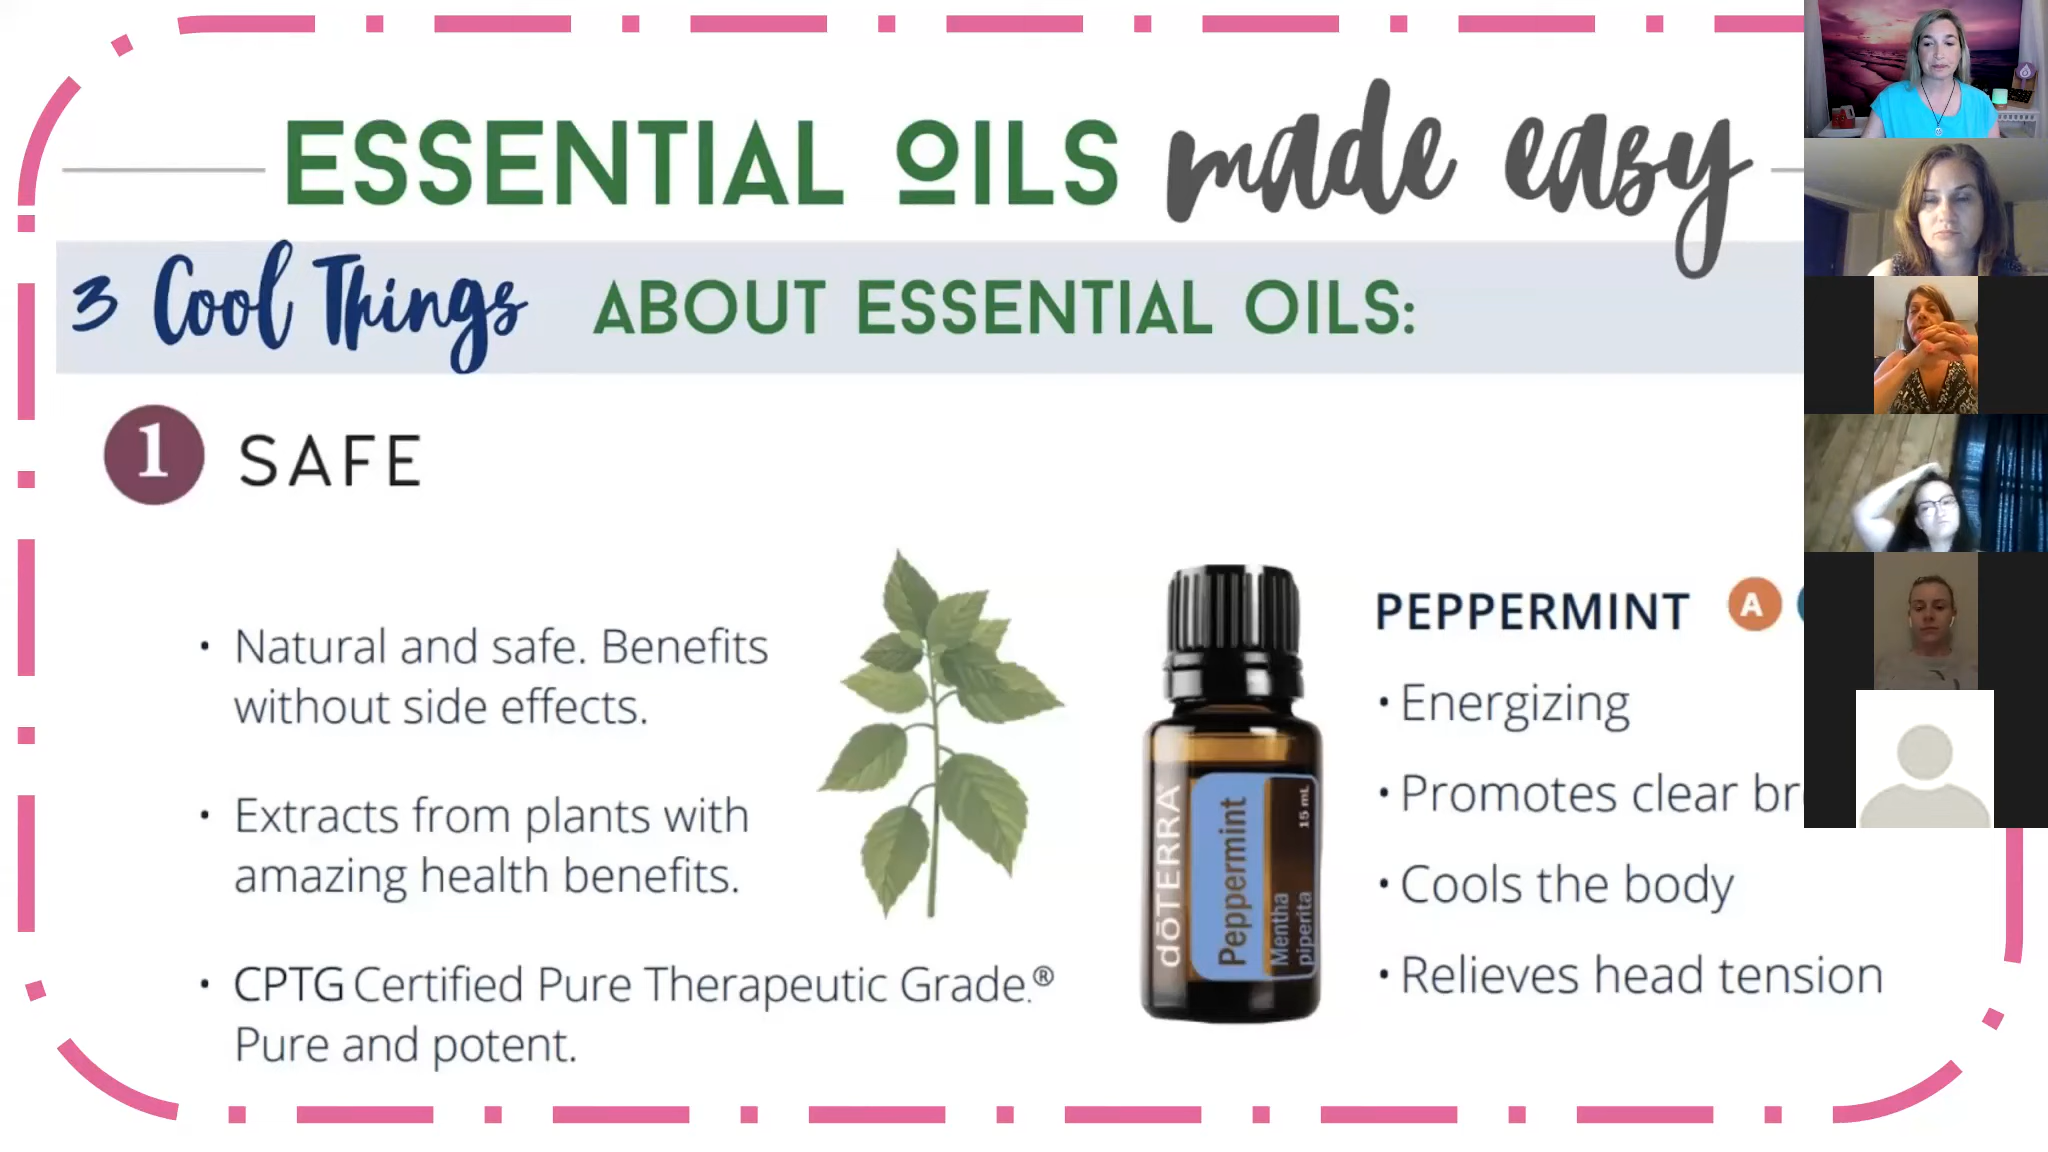 ESSENTIAL OILS made easy
3 Cool Things ABOUT ESSENTIAL OILS:
1 SAFE
• Natural and safe. Benefits
without side effects.
• Extracts from plants with
amazing health benefits.
• CPTG Certified Pure Therapeutic Grade.®
Pure and potent.
dōTERRA
Peppermint
Mentha
piperita
15 mL
PEPPERMINT A
• Energizing
• Promotes clear
• Cools the body
• Relieves head tension